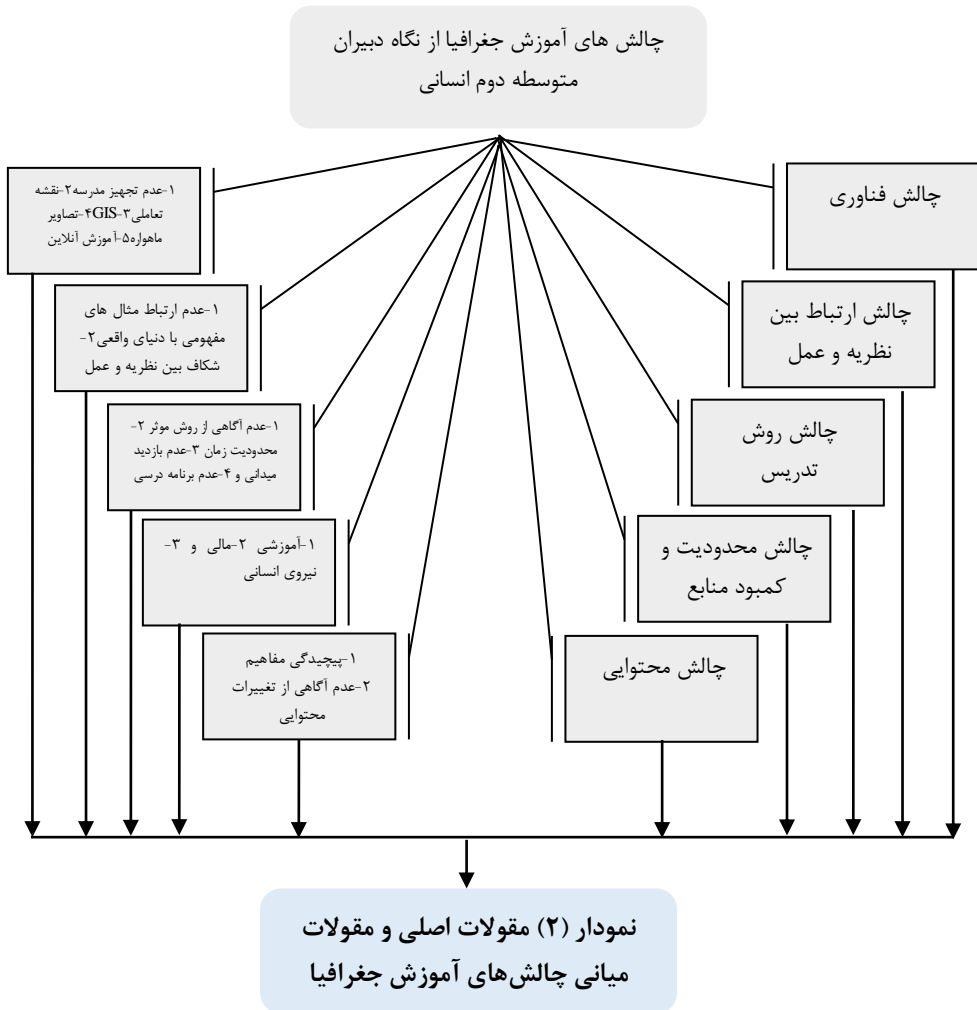 چالش های آموزش جغرافیا از نگاه دبیران
متوسطه دوم انسانی
چالش فناوری
۱-عدم تجهیز مدرسه۲-نقشه
تعاملی۳-GIS۴-تصاویر
ماهواره۵-آموزش آنلاین
چالش ارتباط بین
نظریه و عمل
۱-عدم ارتباط مثال های
مفهومی با دنیای واقعی۲-
شکاف بین نظریه و عمل
چالش روش
تدریس
۱-عدم آگاهی از روش موثر ۲-
محدودیت زمان ۳-عدم بازدید
میدانی و ۴-عدم برنامه درسی
چالش محدودیت و
کمبود منابع
۱-آموزشی ۲-مالی و ۳-
نیروی انسانی
چالش محتوایی
۱-پیچیدگی مفاهیم
۲-عدم آگاهی از تغییرات
محتوایی
نمودار (۲) مقولات اصلی و مقولات
میانی چالش‌های آموزش جغرافیا